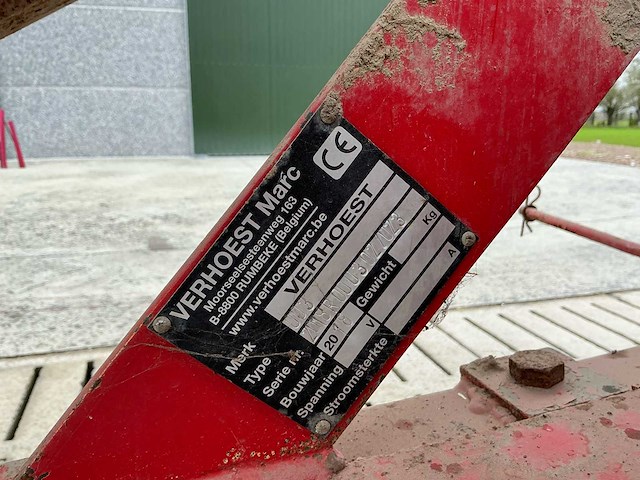 CE
VERHOEST Marc
Moorseelsesteenweg 163
B-8800 RUMBEKE (Belgium)
www.verhoestmarc.be
Merk VERHOEST
Type
Serie nr.
Bouwjaar 20 Gewicht Kg
Spanning V
Stroomsterkte A